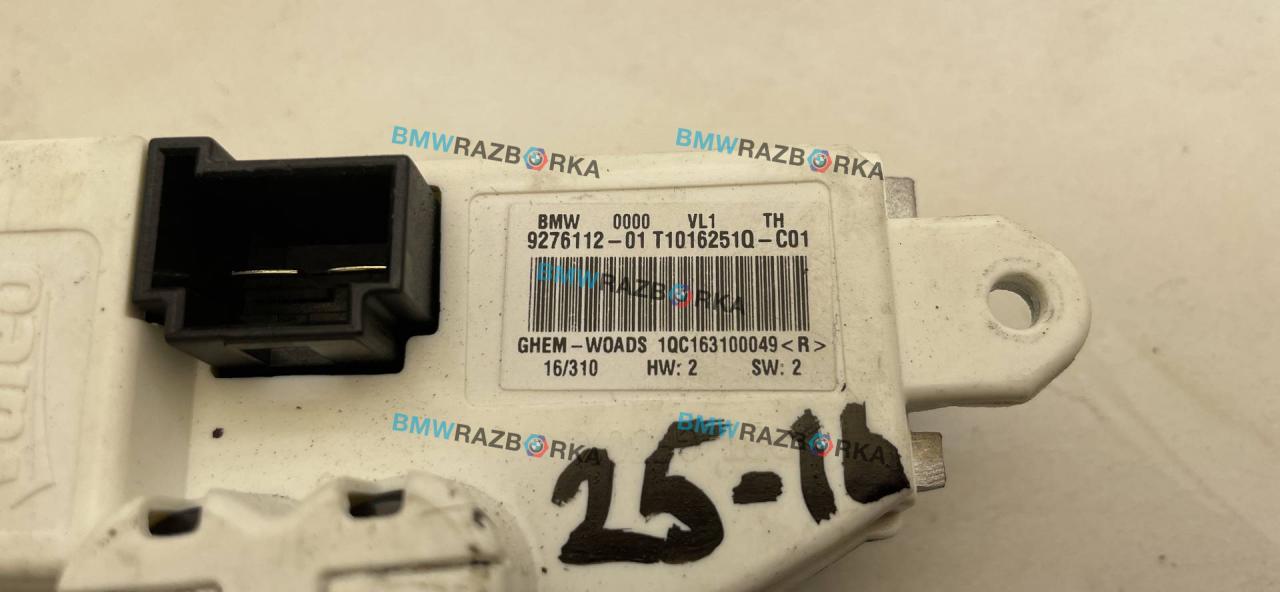 BMWRAZBORKA BMWRAZBORKA
BMW 0000 VL1 TH
9276112-01 T1016251Q-C01
BMWRAZBORKA
GHEM-WOADS 1QC163100049<R>
16/310 HW: 2 SW: 2
BMWRAZBORKA BMWRAZBORKA
25-16